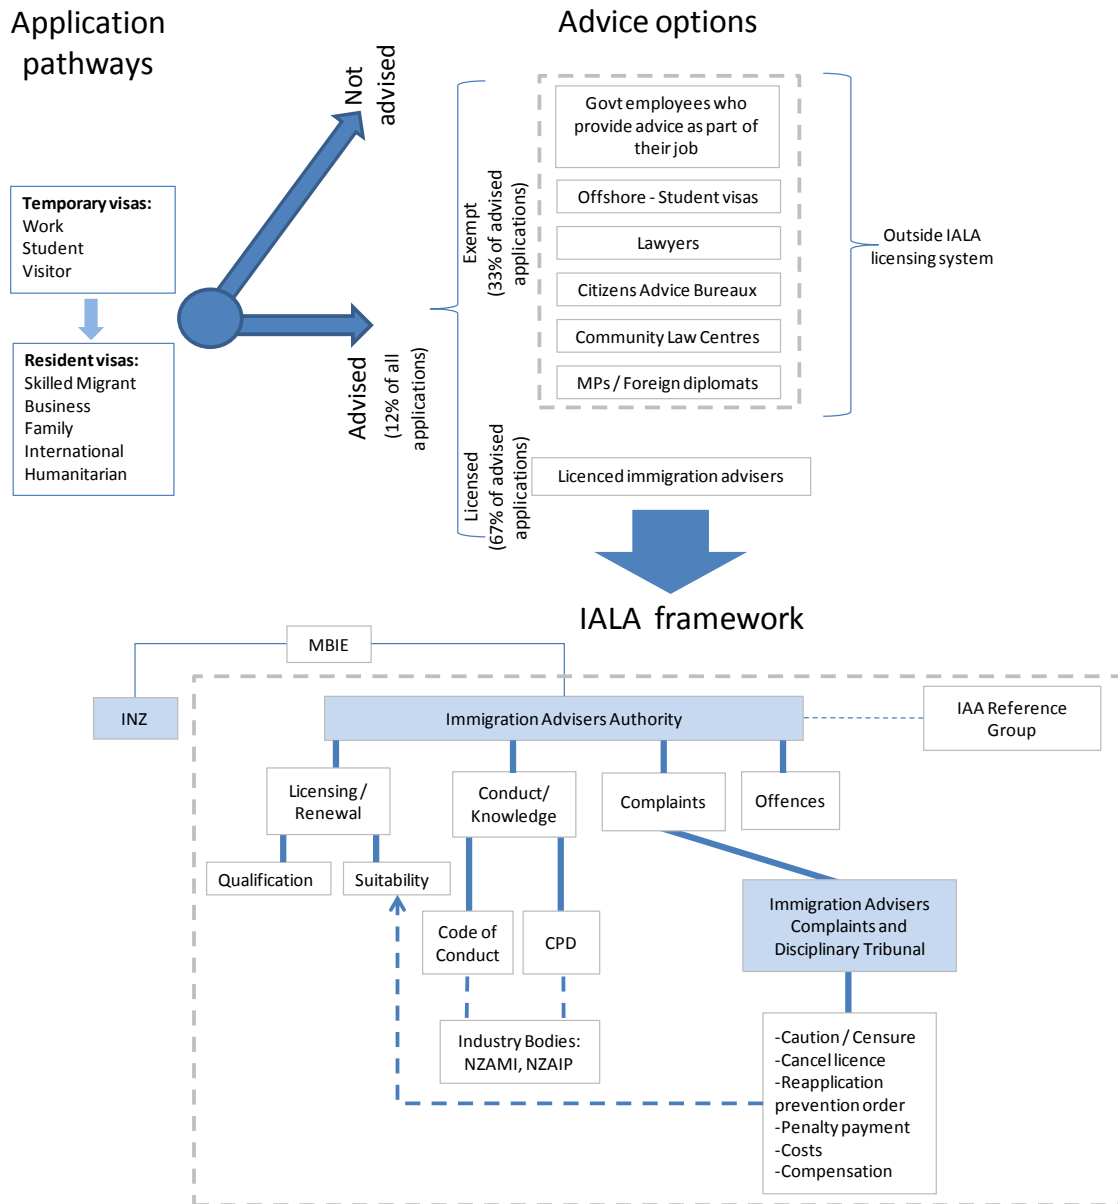 Application
pathways
Advice options
Not
advised
Temporary visas:
Work
Student
Visitor
Resident visas:
Skilled Migrant
Business
Family
International
Humanitarian
Advised
(12% of all
applications)
Exempt
(33% of advised
applications)
Govt employees who
provide advice as part of
their job
Offshore - Student visas
Lawyers
Citizens Advice Bureaux
Community Law Centres
MPs / Foreign diplomats
Outside IALA
licensing system
Licensed
(67% of advised
applications)
Licenced immigration advisers
IALA framework
MBIE
INZ
Immigration Advisers Authority
IAA Reference
Group
Licensing /
Renewal
Conduct/
Knowledge
Complaints
Offences
Qualification
Suitability
Code of
Conduct
CPD
Immigration Advisers
Complaints and
Disciplinary Tribunal
Industry Bodies:
NZAMI, NZAIP
-Caution / Censure
-Cancel licence
-Reapplication
prevention order
-Penalty payment
-Costs
-Compensation